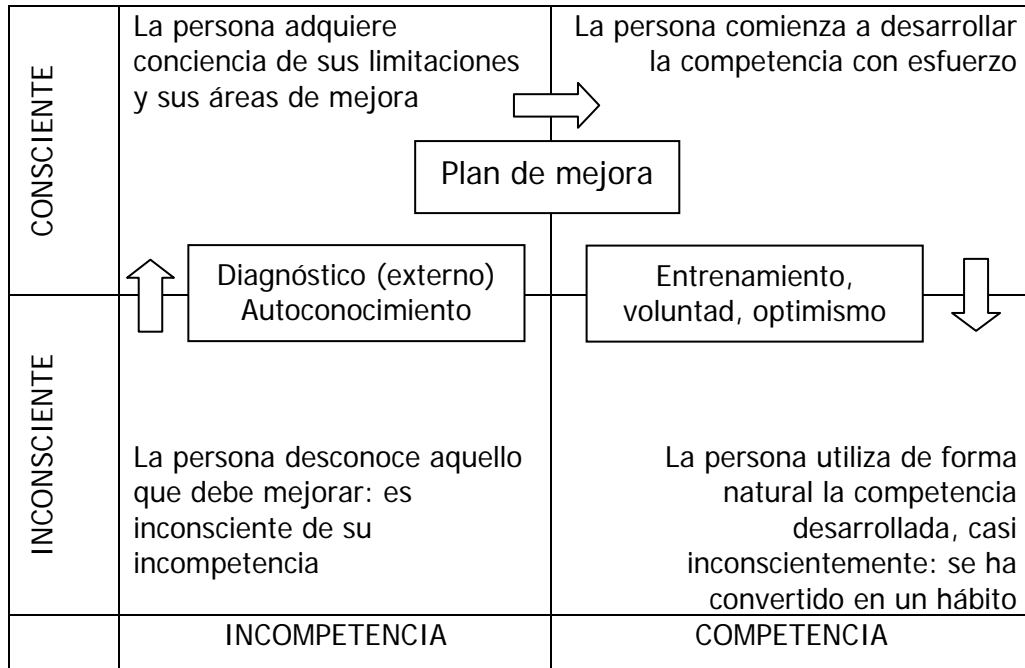 CONSCIENTE
La persona adquiere
conciencia de sus limitaciones
y sus áreas de mejora
La persona comienza a desarrollar
la competencia con esfuerzo
Plan de mejora
Diagnóstico (externo)
Autoconocimiento
Entrenamiento,
voluntad, optimismo
INCONSCIENTE
La persona desconoce aquello
que debe mejorar: es
inconsciente de su
incompetencia
La persona utiliza de forma
natural la competencia
desarrollada, casi
inconscientemente: se ha
convertido en un hábito
INCOMPETENCIA
COMPETENCIA